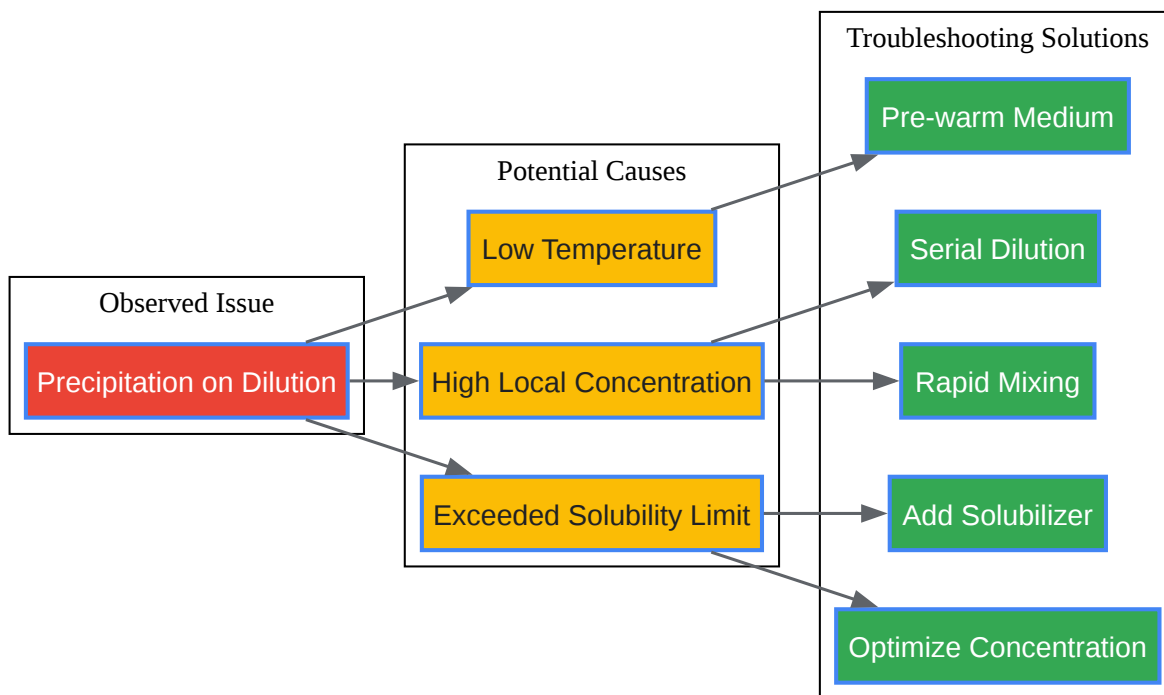 Observed Issue
Precipitation on Dilution
Potential Causes
Low Temperature
High Local Concentration
Exceeded Solubility Limit
Troubleshooting Solutions
Pre-warm Medium
Serial Dilution
Rapid Mixing
Add Solubilizer
Optimize Concentration